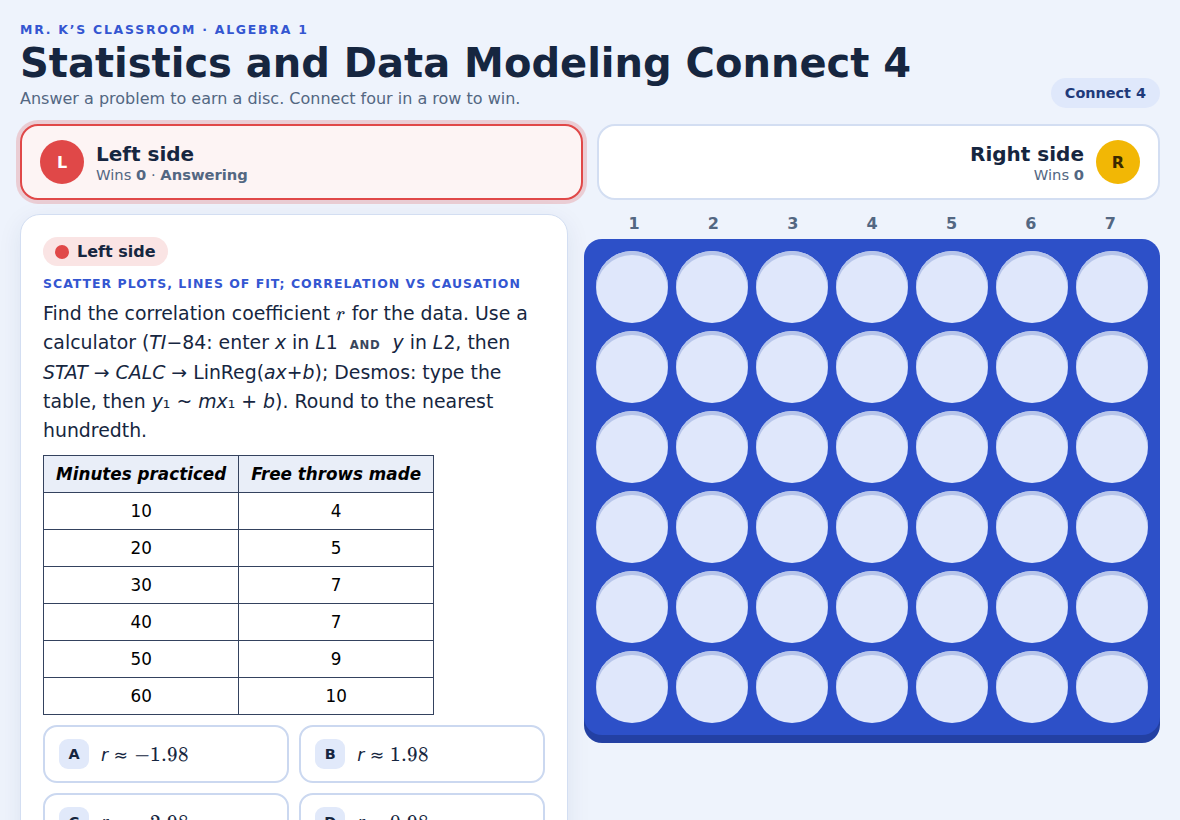 MR. K’S CLASSROOM · ALGEBRA 1
Statistics and Data Modeling Connect 4
Answer a problem to earn a disc. Connect four in a row to win.
Connect 4
L
Left side
Wins 0 · Answering
Right side
Wins 0
R
Left side
SCATTER PLOTS, LINES OF FIT; CORRELATION VS CAUSATION
Find the correlation coefficient r for the data. Use a
calculator (TI−84: enter x in L1 AND y in L2, then
STAT → CALC → LinReg(ax+b); Desmos: type the
table, then y₁ ~ mx₁ + b). Round to the nearest
hundredth.
Minutes practiced Free throws made
10 4
20 5
30 7
40 7
50 9
60 10
A r ≈ −1.98
B r ≈ 1.98
1 2 3 4 5 6 7